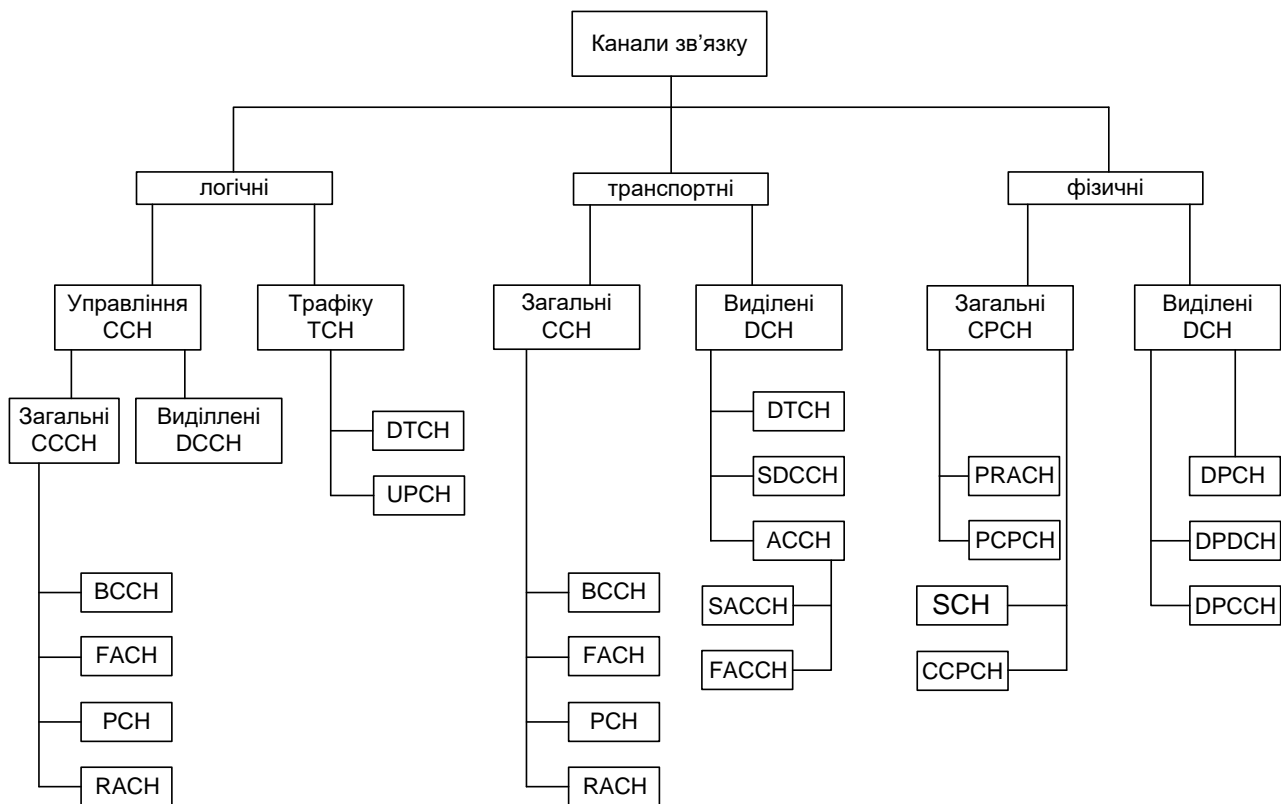 Канали зв’язку
логічні
транспортні
фізичні
Управління
CCH
Трафіку
TCH
Загальні
CCH
Виділені
DCH
Загальні
CPCH
Виділені
DCH
Загальні
CCCH
Виділлені
DCCH
DTCH
UPCH
BCCH
FACH
PCH
RACH
BCCH
FACH
PCH
RACH
DTCH
SDCCH
ACCH
SACCH
FACCH
PRACH
PCPCH
SCH
CCPCH
DPCH
DPDCH
DPCCH